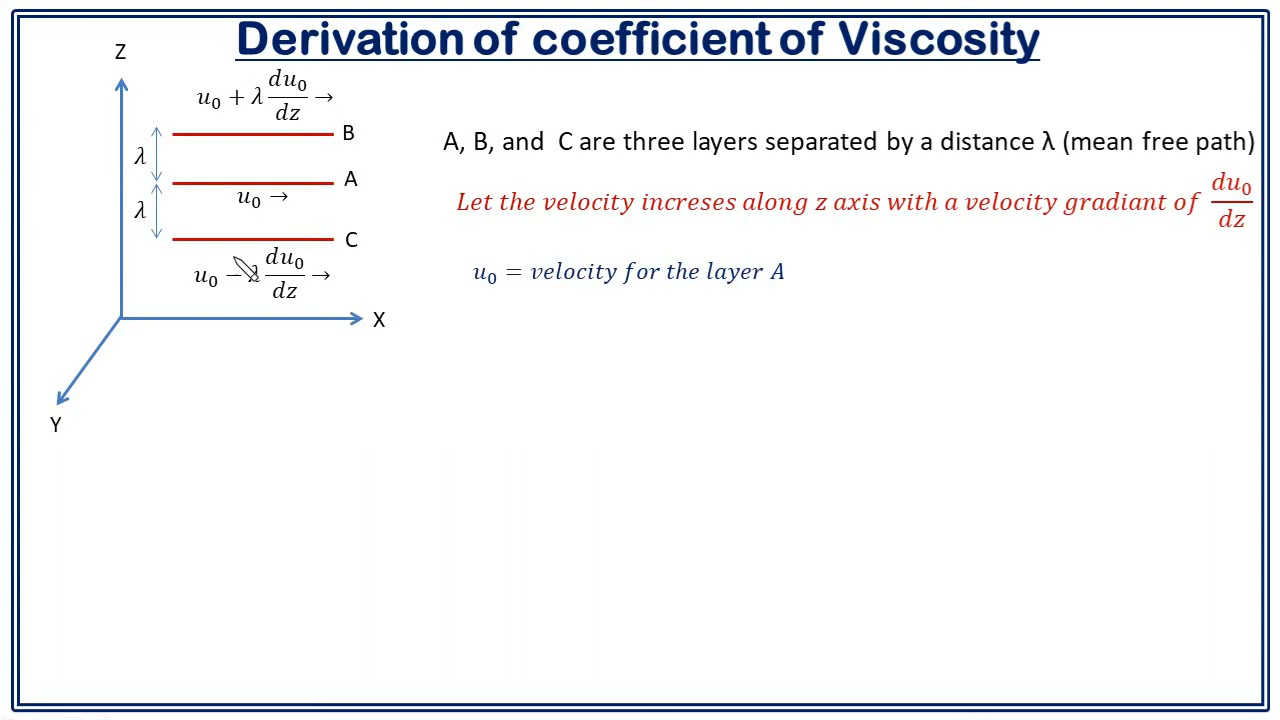 Derivation of coefficient of Viscosity
Z
u₀ + λ du₀/dz →
B
A, B, and C are three layers separated by a distance λ (mean free path)
λ
A
u₀ →
Let the velocity increses along z axis with a velocity gradiant of du₀/dz
λ
C
u₀ − λ du₀/dz →
u₀ = velocity for the layer A
X
Y